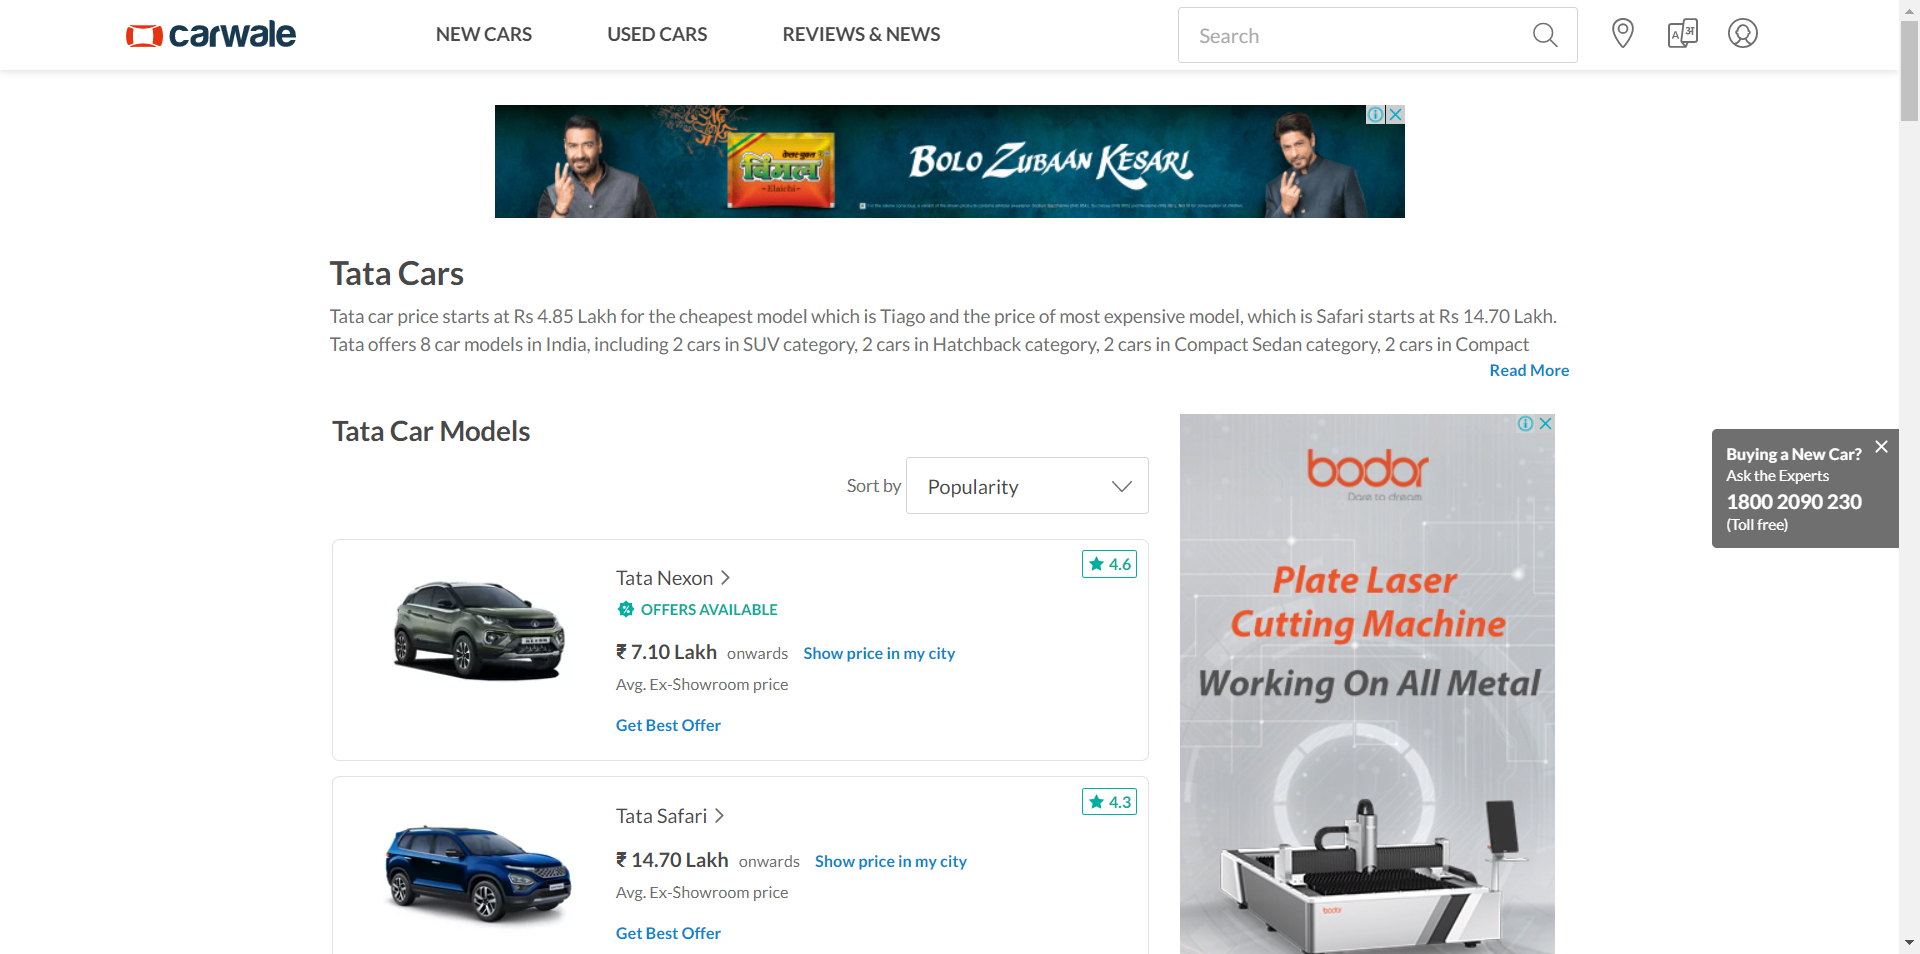 carwale
NEW CARS
USED CARS
REVIEWS & NEWS
Search
केसर युक्त
विमल
Elaichi
BOLO ZUBAAN KESARI
Tata Cars
Tata car price starts at Rs 4.85 Lakh for the cheapest model which is Tiago and the price of most expensive model, which is Safari starts at Rs 14.70 Lakh.
Tata offers 8 car models in India, including 2 cars in SUV category, 2 cars in Hatchback category, 2 cars in Compact Sedan category, 2 cars in Compact
Read More
Tata Car Models
Sort by
Popularity
Tata Nexon
4.6
OFFERS AVAILABLE
₹ 7.10 Lakh onwards Show price in my city
Avg. Ex-Showroom price
Get Best Offer
Tata Safari
4.3
₹ 14.70 Lakh onwards Show price in my city
Avg. Ex-Showroom price
Get Best Offer
bodor
Dare to dream
Plate Laser
Cutting Machine
Working On All Metal
bodor
Buying a New Car?
Ask the Experts
1800 2090 230
(Toll free)